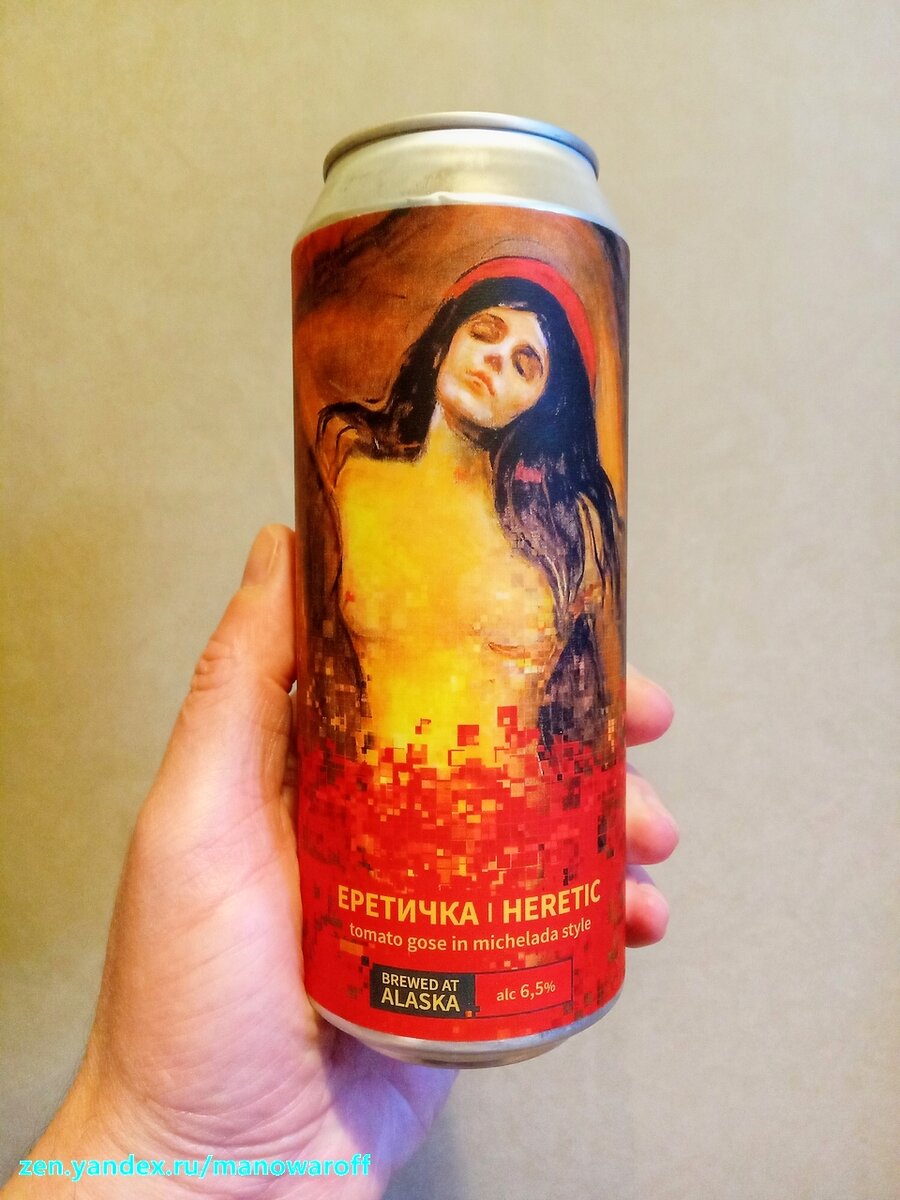 ЕРЕТИЧКА | HERETIC
tomato gose in michelada style
BREWED AT
ALASKA
alc 6,5%
zen.yandex.ru/manowaroff